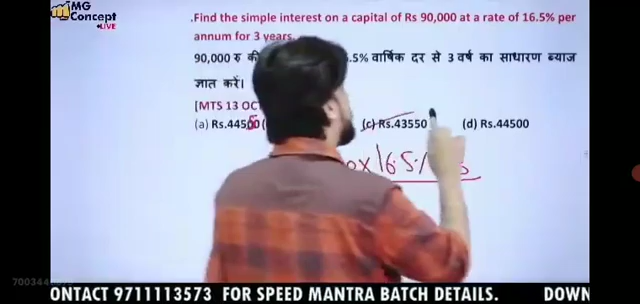 MG
Concept
LIVE
.Find the simple interest on a capital of Rs 90,000 at a rate of 16.5% per
annum for 3 years.
90,000 रु की .5% वार्षिक दर से 3 वर्ष का साधारण ब्याज
ज्ञात करें।
[MTS 13 OCT
(a) Rs.44550 (c) Rs.43550 (d) Rs.44500
0×16.5%
ONTACT 9711113573 FOR SPEED MANTRA BATCH DETAILS. DOWN